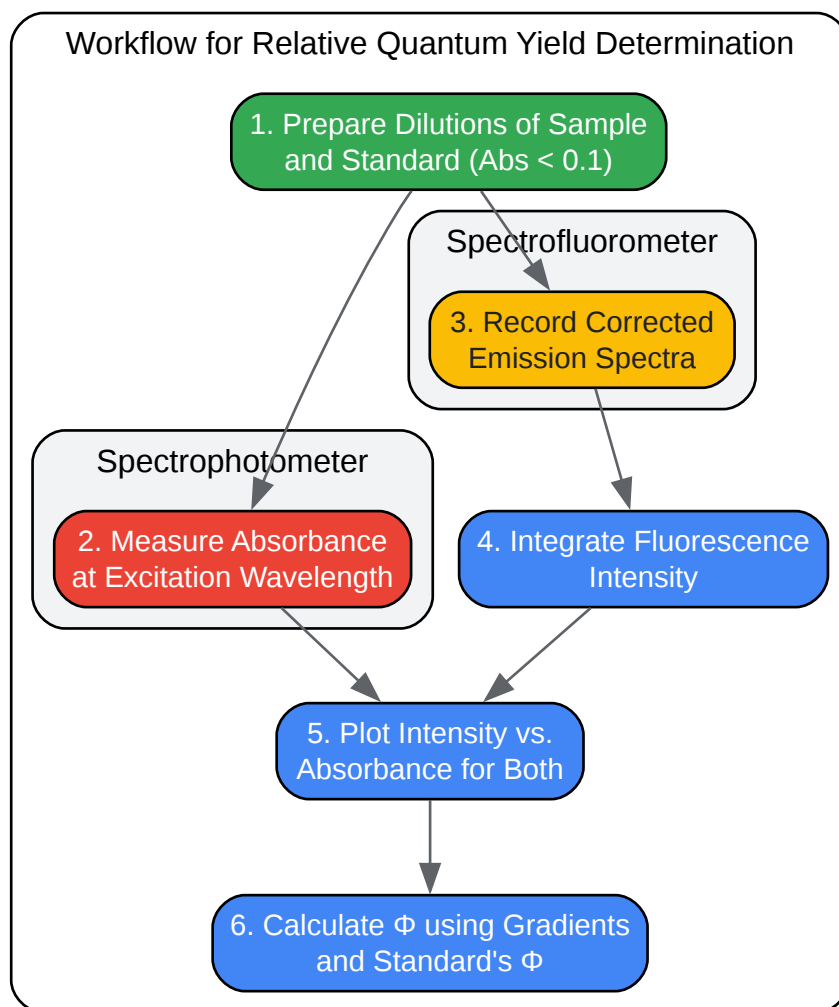 Workflow for Relative Quantum Yield Determination
1. Prepare Dilutions of Sample
and Standard (Abs < 0.1)
Spectrofluorometer
3. Record Corrected
Emission Spectra
Spectrophotometer
2. Measure Absorbance
at Excitation Wavelength
4. Integrate Fluorescence
Intensity
5. Plot Intensity vs.
Absorbance for Both
6. Calculate Φ using Gradients
and Standard's Φ